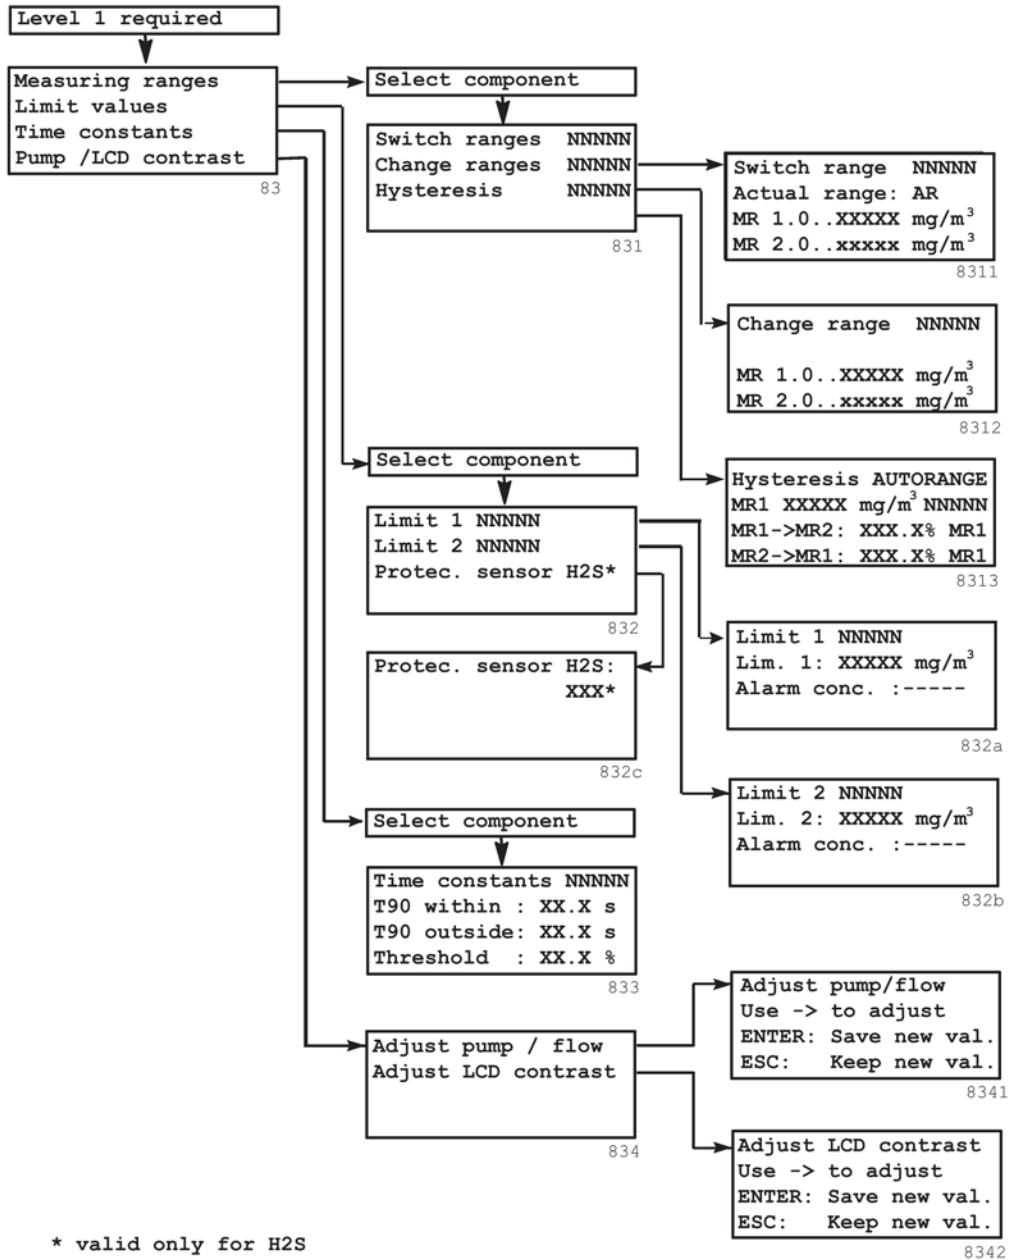 Level 1 required
Measuring ranges
Limit values
Time constants
Pump /LCD contrast
83
Select component
Switch ranges NNNNN
Change ranges NNNNN
Hysteresis NNNNN
831
Switch range NNNNN
Actual range: AR
MR 1.0..XXXXX mg/m³
MR 2.0..xxxxx mg/m³
8311
Change range NNNNN
MR 1.0..XXXXX mg/m³
MR 2.0..xxxxx mg/m³
8312
Hysteresis AUTORANGE
MR1 XXXXX mg/m³ NNNNN
MR1->MR2: XXX.X% MR1
MR2->MR1: XXX.X% MR1
8313
Select component
Limit 1 NNNNN
Limit 2 NNNNN
Protec. sensor H2S*
832
Protec. sensor H2S:
XXX*
832c
Limit 1 NNNNN
Lim. 1: XXXXX mg/m³
Alarm conc. :-----
832a
Limit 2 NNNNN
Lim. 2: XXXXX mg/m³
Alarm conc. :-----
832b
Select component
Time constants NNNNN
T90 within : XX.X s
T90 outside: XX.X s
Threshold : XX.X %
833
Adjust pump / flow
Adjust LCD contrast
834
Adjust pump/flow
Use -> to adjust
ENTER: Save new val.
ESC: Keep new val.
8341
Adjust LCD contrast
Use -> to adjust
ENTER: Save new val.
ESC: Keep new val.
8342
* valid only for H2S